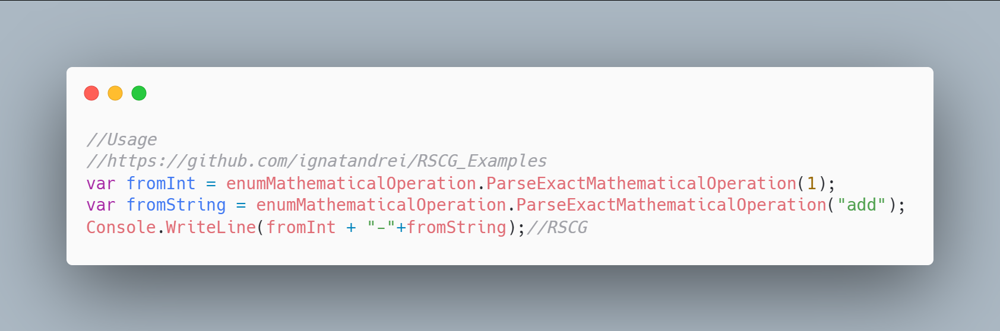 //Usage
//https://github.com/ignatandrei/RSCG_Examples
var fromInt = enumMathematicalOperation.ParseExactMathematicalOperation(1);
var fromString = enumMathematicalOperation.ParseExactMathematicalOperation("add");
Console.WriteLine(fromInt + "-"+fromString);//RSCG